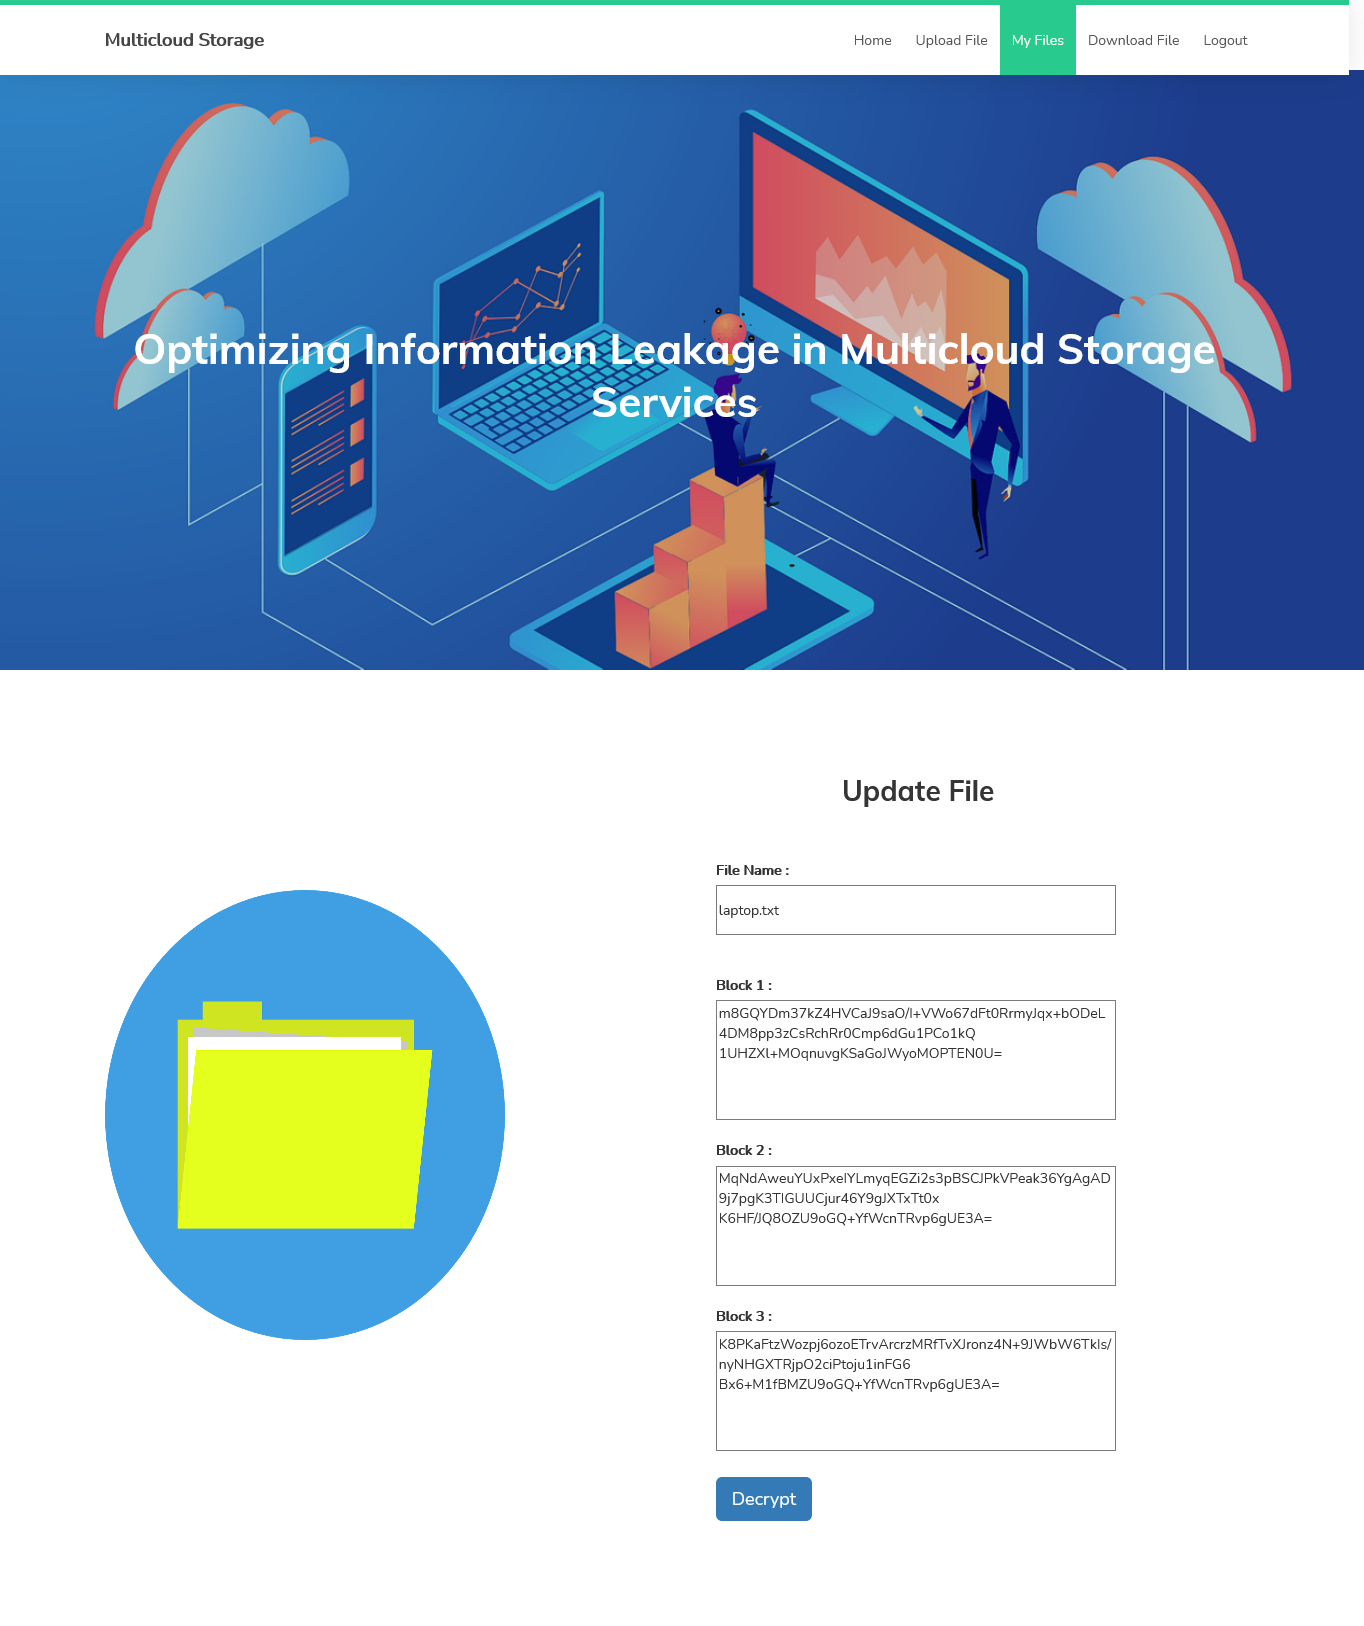 Multicloud Storage
Home Upload File My Files Download File Logout
Optimizing Information Leakage in Multicloud Storage
Services
Update File
File Name :
laptop.txt
Block 1 :
m8GQYDm37kZ4HVCaJ9saO/I+VWo67dFt0RrmyJqx+bODeL
4DM8pp3zCsRchRr0Cmp6dGu1PCo1kQ
1UHZXl+MOqnuvgKSaGoJWyoMOPTEN0U=
Block 2 :
MqNdAweuYUxPxeIYLmyqEGZi2s3pBSCJPkVPeak36YgAgAD
9j7pgK3TIGUUCjur46Y9gJXTxTt0x
K6HF/JQ8OZU9oGQ+YfWcnTRvp6gUE3A=
Block 3 :
K8PKaFtzWozpj6ozoETrvArcrzMRfTvXJronz4N+9JWbW6TkIs/
nyNHGXTRjpO2ciPtoju1inFG6
Bx6+M1fBMZU9oGQ+YfWcnTRvp6gUE3A=
Decrypt